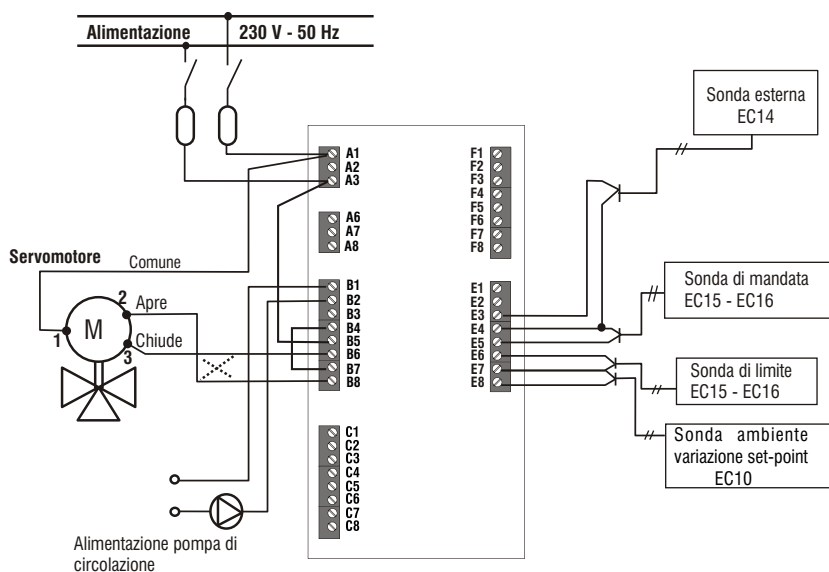 Alimentazione 230 V - 50 Hz
Sonda esterna
EC14
A1
A2
A3
A6
A7
A8
F1
F2
F3
F4
F5
F6
F7
F8
Servomotore
Comune
2
Apre
M
1
3
Chiude
B1
B2
B3
B4
B5
B6
B7
B8
E1
E2
E3
E4
E5
E6
E7
E8
Sonda di mandata
EC15 - EC16
Sonda di limite
EC15 - EC16
Sonda ambiente
variazione set-point
EC10
C1
C2
C3
C4
C5
C6
C7
C8
Alimentazione pompa di
circolazione